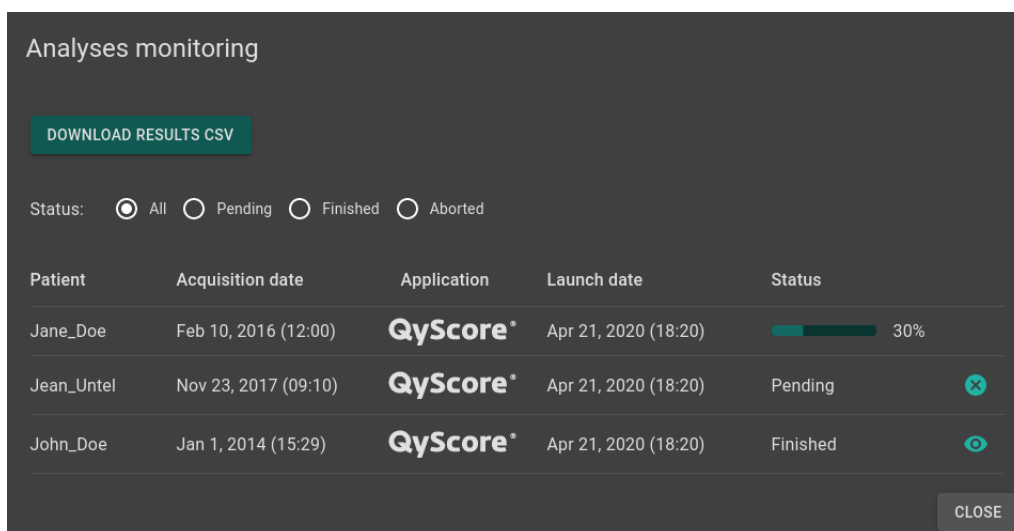 Analyses monitoring
DOWNLOAD RESULTS CSV
Status: All Pending Finished Aborted
Patient Acquisition date Application Launch date Status
Jane_Doe Feb 10, 2016 (12:00) QyScore® Apr 21, 2020 (18:20) 30%
Jean_Untel Nov 23, 2017 (09:10) QyScore® Apr 21, 2020 (18:20) Pending
John_Doe Jan 1, 2014 (15:29) QyScore® Apr 21, 2020 (18:20) Finished
CLOSE